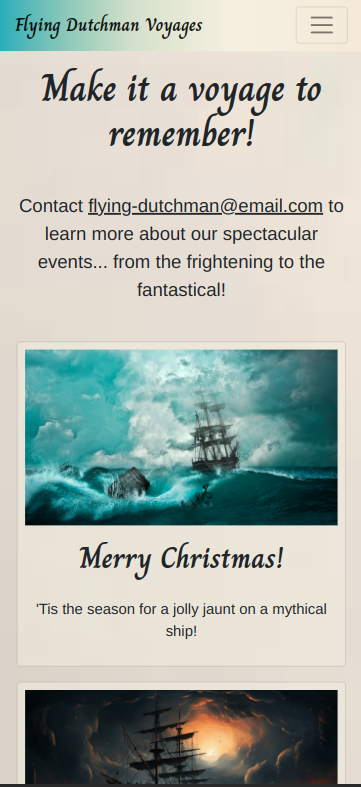 Flying Dutchman Voyages
Make it a voyage to
remember!
Contact flying-dutchman@email.com to
learn more about our spectacular
events... from the frightening to the
fantastical!
Merry Christmas!
'Tis the season for a jolly jaunt on a mythical
ship!